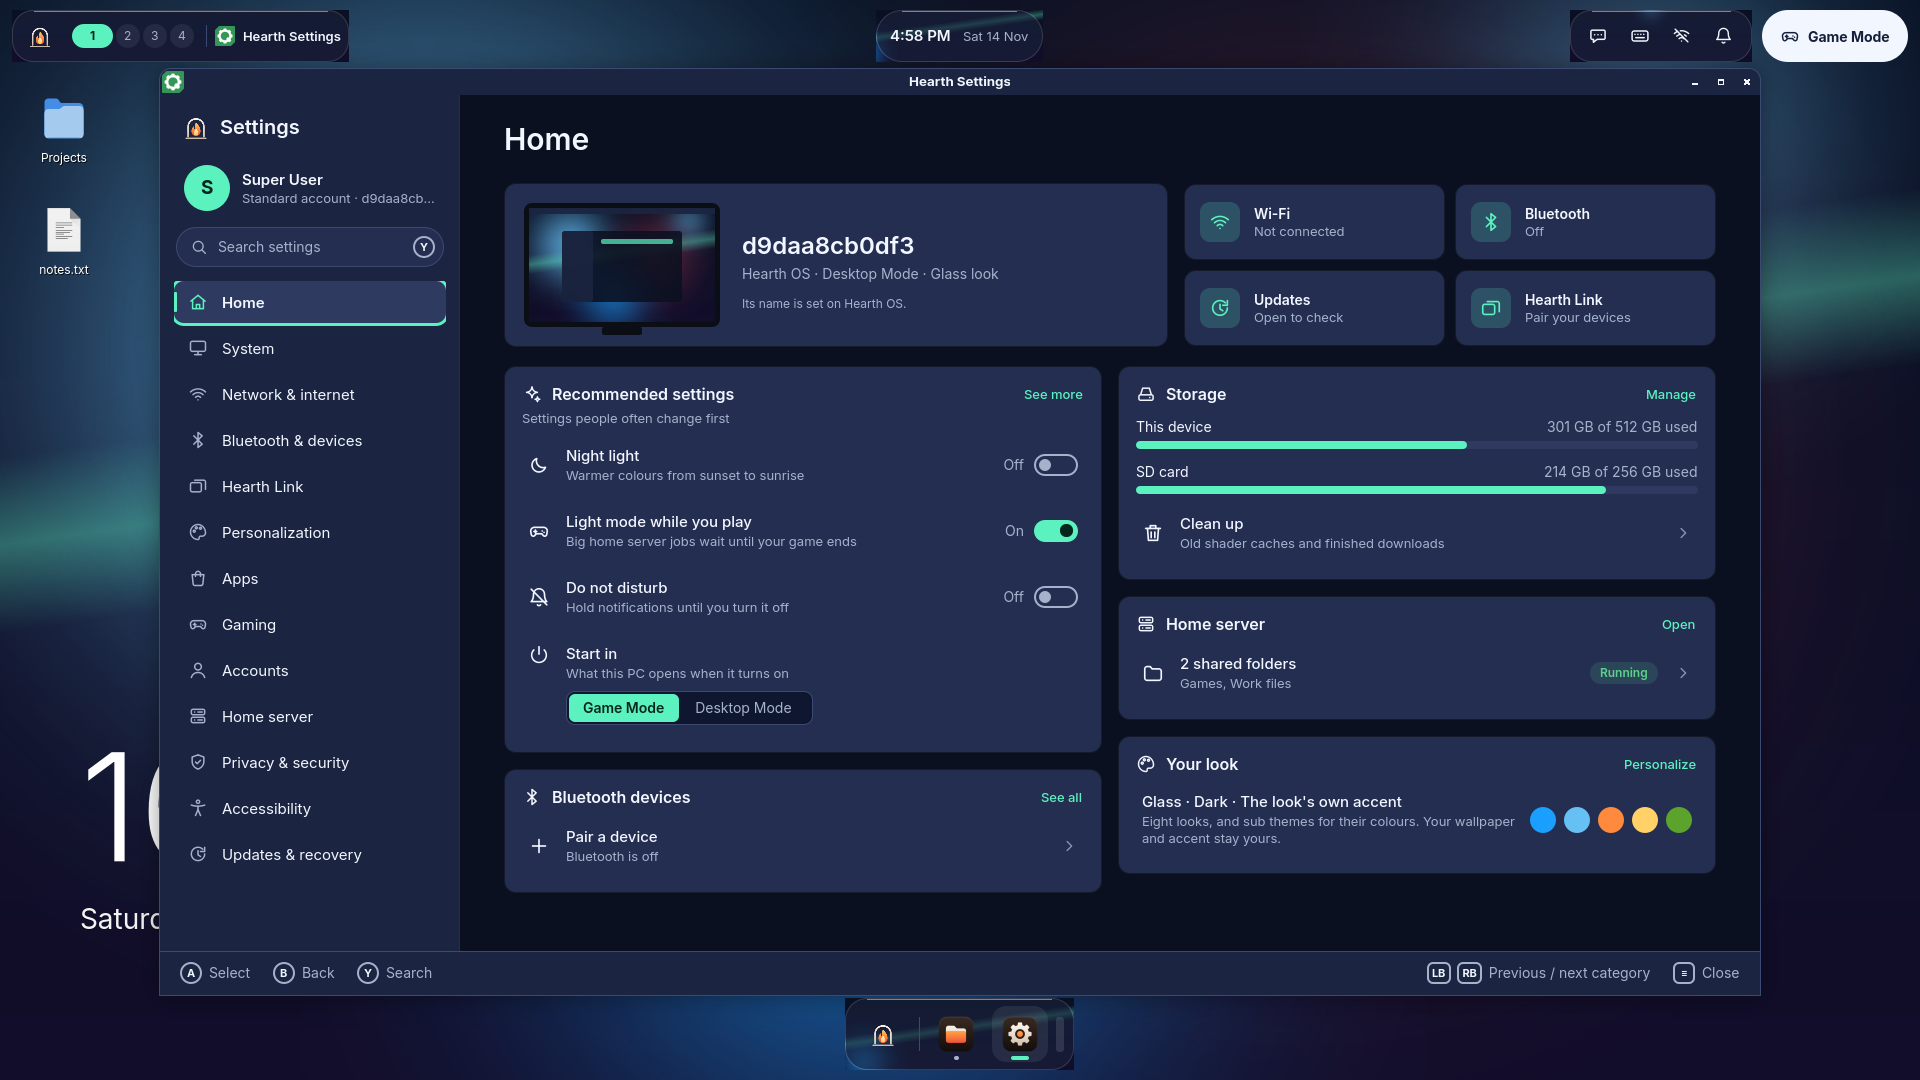 1 2 3 4 Hearth Settings
4:58 PM Sat 14 Nov
Game Mode
Projects
notes.txt
Saturd
Hearth Settings
Settings
S
Super User
Standard account · d9daa8cb...
Search settings Y
Home
System
Network & internet
Bluetooth & devices
Hearth Link
Personalization
Apps
Gaming
Accounts
Home server
Privacy & security
Accessibility
Updates & recovery
Home
d9daa8cb0df3
Hearth OS · Desktop Mode · Glass look
Its name is set on Hearth OS.
Wi-Fi
Not connected
Bluetooth
Off
Updates
Open to check
Hearth Link
Pair your devices
Recommended settings See more
Settings people often change first
Night light
Warmer colours from sunset to sunrise
Off
Light mode while you play
Big home server jobs wait until your game ends
On
Do not disturb
Hold notifications until you turn it off
Off
Start in
What this PC opens when it turns on
Game Mode Desktop Mode
Bluetooth devices See all
Pair a device
Bluetooth is off
Storage Manage
This device 301 GB of 512 GB used
SD card 214 GB of 256 GB used
Clean up
Old shader caches and finished downloads
Home server Open
2 shared folders
Games, Work files
Running
Your look Personalize
Glass · Dark · The look's own accent
Eight looks, and sub themes for their colours. Your wallpaper
and accent stay yours.
A Select B Back Y Search
LB RB Previous / next category ≡ Close